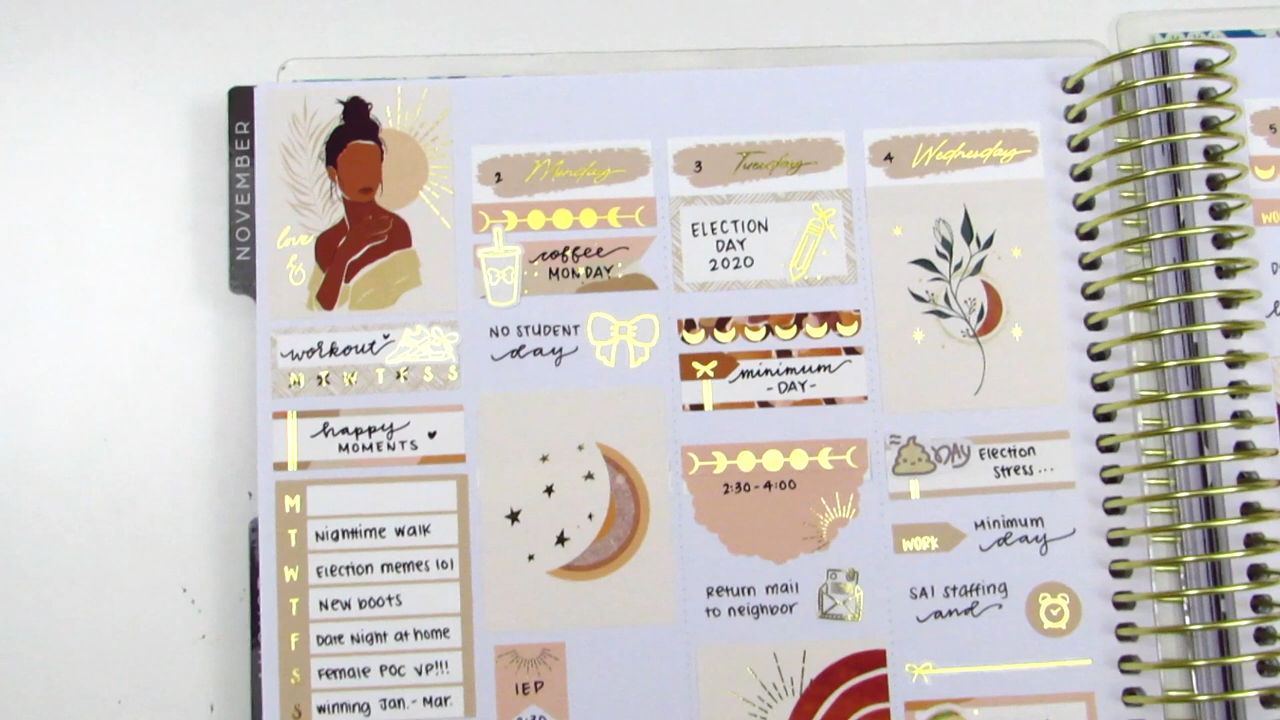 NOVEMBER
love
&
workout
M T W T F S S
happy
MOMENTS
M
T Nighttime walk
W Election memes 101
T New boots
F Date Night at home
S Female POC VP!!!
S winning Jan.- Mar.
2 Monday
coffee
MONDAY
NO STUDENT
day
IEP
3 Tuesday
ELECTION
DAY
2020
minimum
-DAY-
2:30-4:00
Return mail
to neighbor
4 Wednesday
DAY Election
Stress...
WORK Minimum
day
SAI staffing
and
5